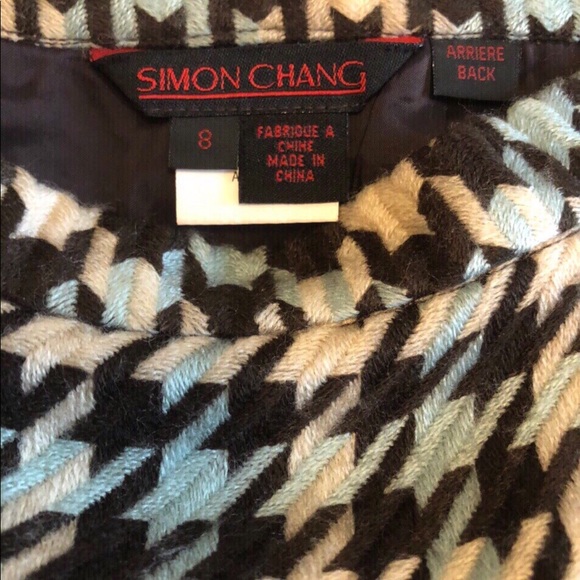 SIMON CHANG
ARRIERE
BACK
8
FABRIQUE A
CHINE
MADE IN
CHINA